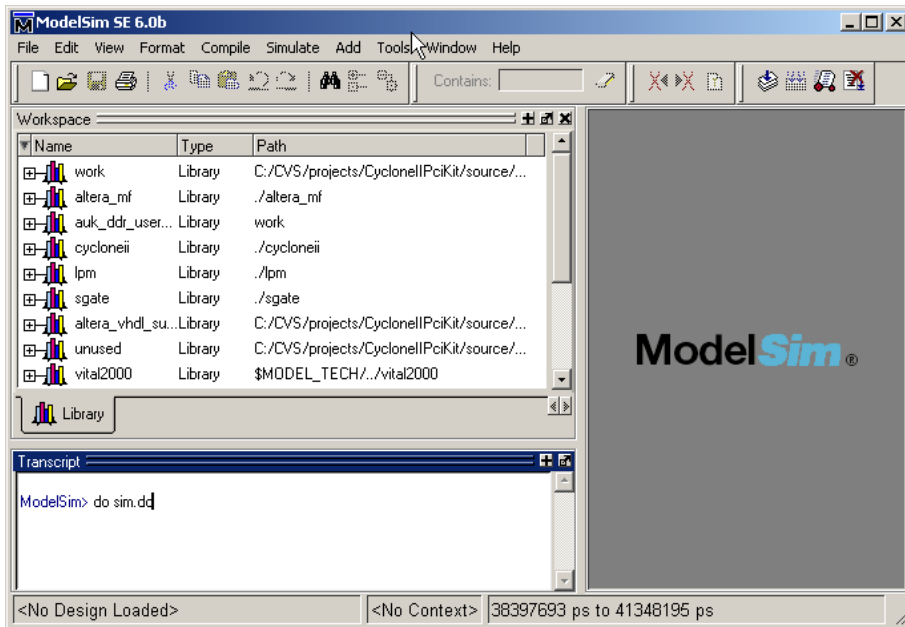 ModelSim SE 6.0b
File Edit View Format Compile Simulate Add Tools Window Help
Contains:
Workspace
Name Type Path
work Library C:/CVS/projects/CycloneIIPciKit/source/...
altera_mf Library ./altera_mf
auk_ddr_user... Library work
cycloneii Library ./cycloneii
lpm Library ./lpm
sgate Library ./sgate
altera_vhdl_su... Library C:/CVS/projects/CycloneIIPciKit/source/...
unused Library C:/CVS/projects/CycloneIIPciKit/source/...
vital2000 Library $MODEL_TECH/../vital2000
Library
ModelSim ®
Transcript
ModelSim> do sim.do
<No Design Loaded> <No Context> 38397693 ps to 41348195 ps